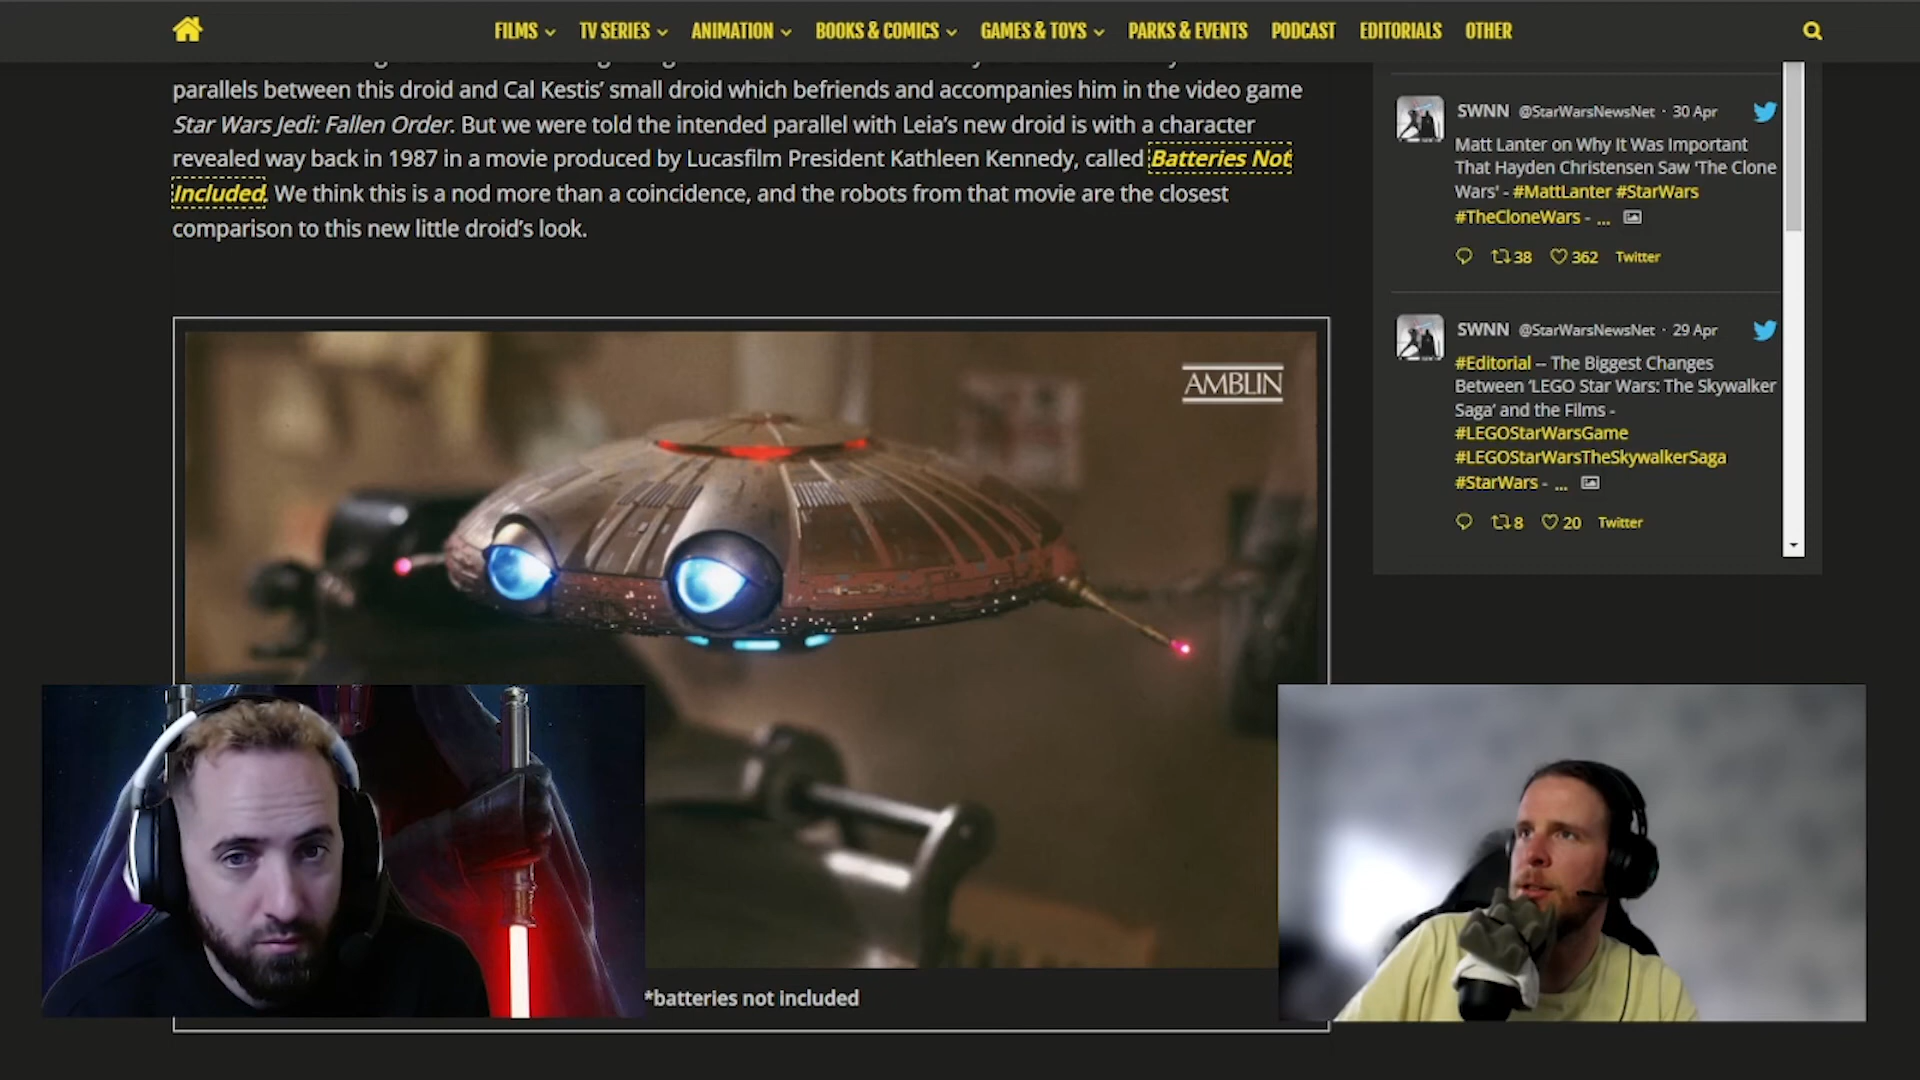 FILMS TV SERIES ANIMATION BOOKS & COMICS GAMES & TOYS PARKS & EVENTS PODCAST EDITORIALS OTHER
parallels between this droid and Cal Kestis’ small droid which befriends and accompanies him in the video game
Star Wars Jedi: Fallen Order. But we were told the intended parallel with Leia’s new droid is with a character
revealed way back in 1987 in a movie produced by Lucasfilm President Kathleen Kennedy, called Batteries Not
Included. We think this is a nod more than a coincidence, and the robots from that movie are the closest
comparison to this new little droid’s look.
AMBLIN
*batteries not included
SWNN @StarWarsNewsNet · 30 Apr
Matt Lanter on Why It Was Important
That Hayden Christensen Saw 'The Clone
Wars' - #MattLanter #StarWars
#TheCloneWars - ...
38 362 Twitter
SWNN @StarWarsNewsNet · 29 Apr
#Editorial -- The Biggest Changes
Between ‘LEGO Star Wars: The Skywalker
Saga’ and the Films -
#LEGOStarWarsGame
#LEGOStarWarsTheSkywalkerSaga
#StarWars - ...
8 20 Twitter